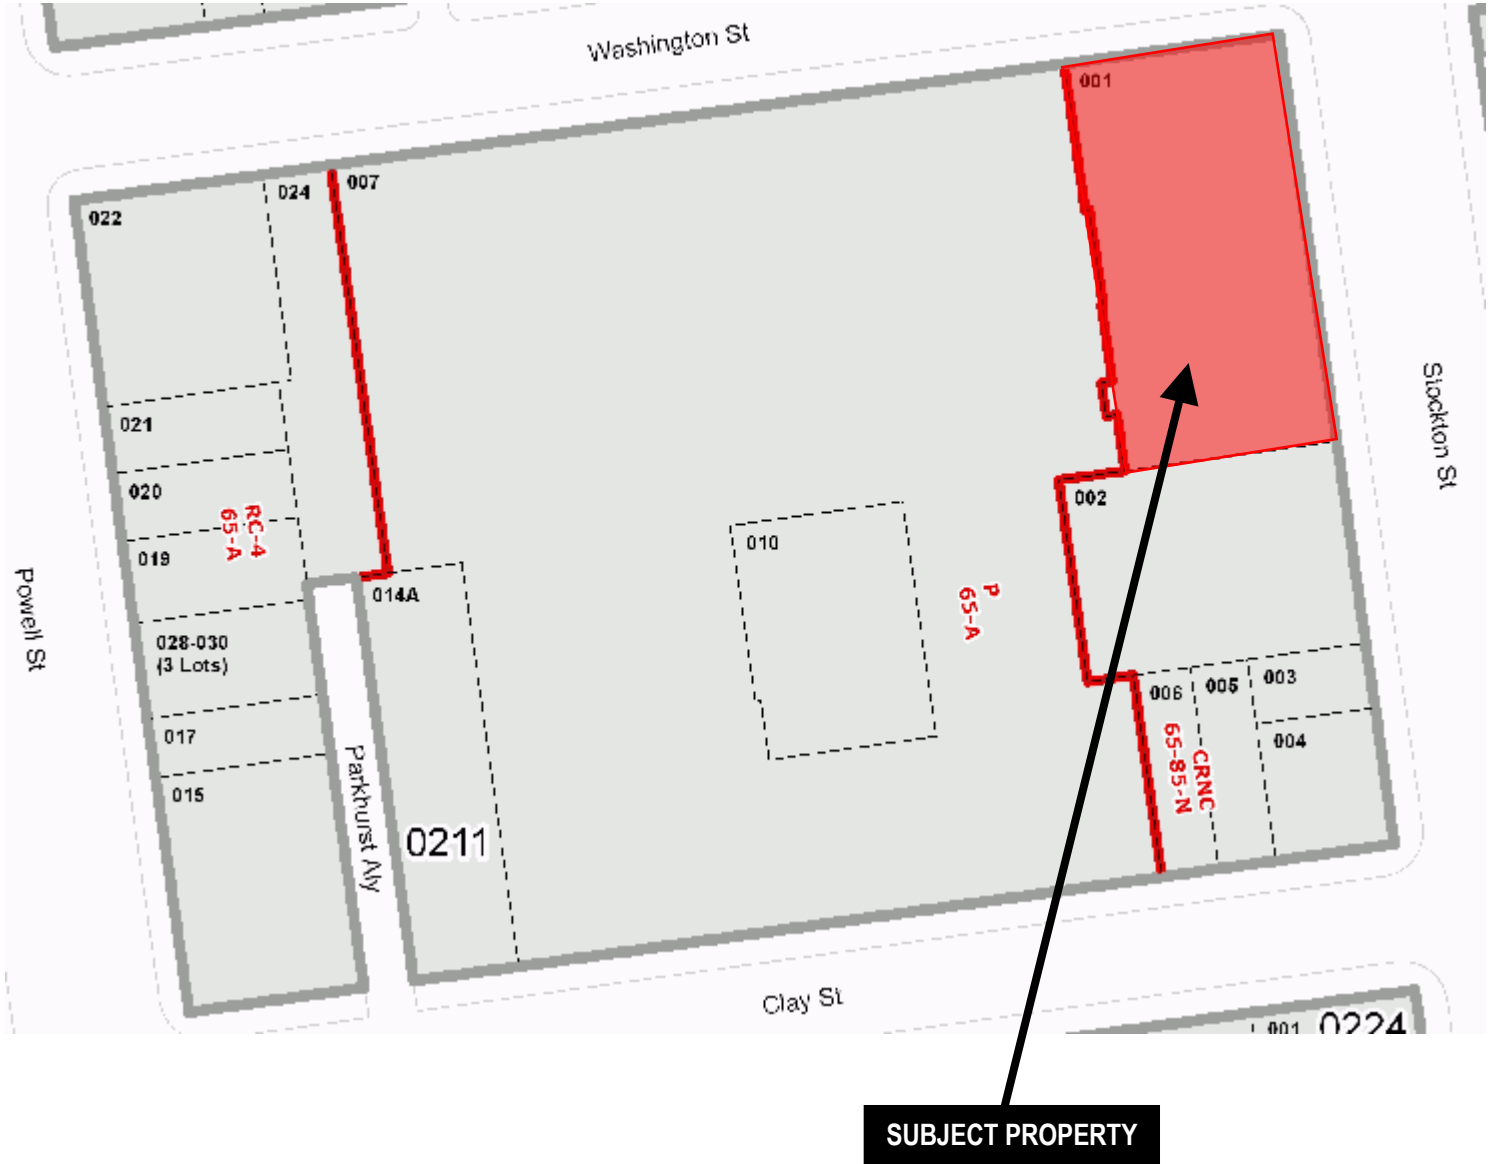 Washington St
001
024
007
022
021
Stockton St
020
RC-4
65-A
002
019
010
014A
P
65-A
Powell St
028-030
(3 Lots)
006
005
003
017
004
CRNC
65-85-N
015
Parkhurst Aly
0211
Clay St
001
0224
SUBJECT PROPERTY